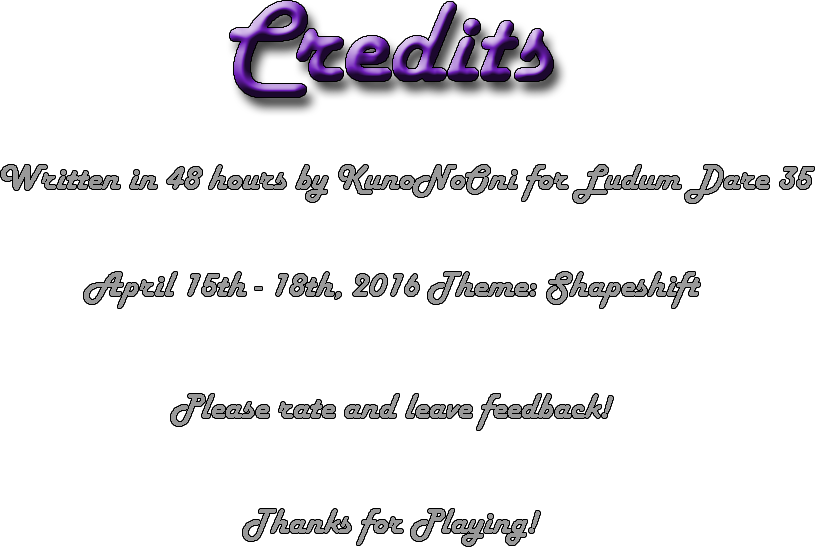 Credits
Written in 48 hours by KunoNoOni for Ludum Dare 35
April 15th - 18th, 2016 Theme: Shapeshift
Please rate and leave feedback!
Thanks for Playing!